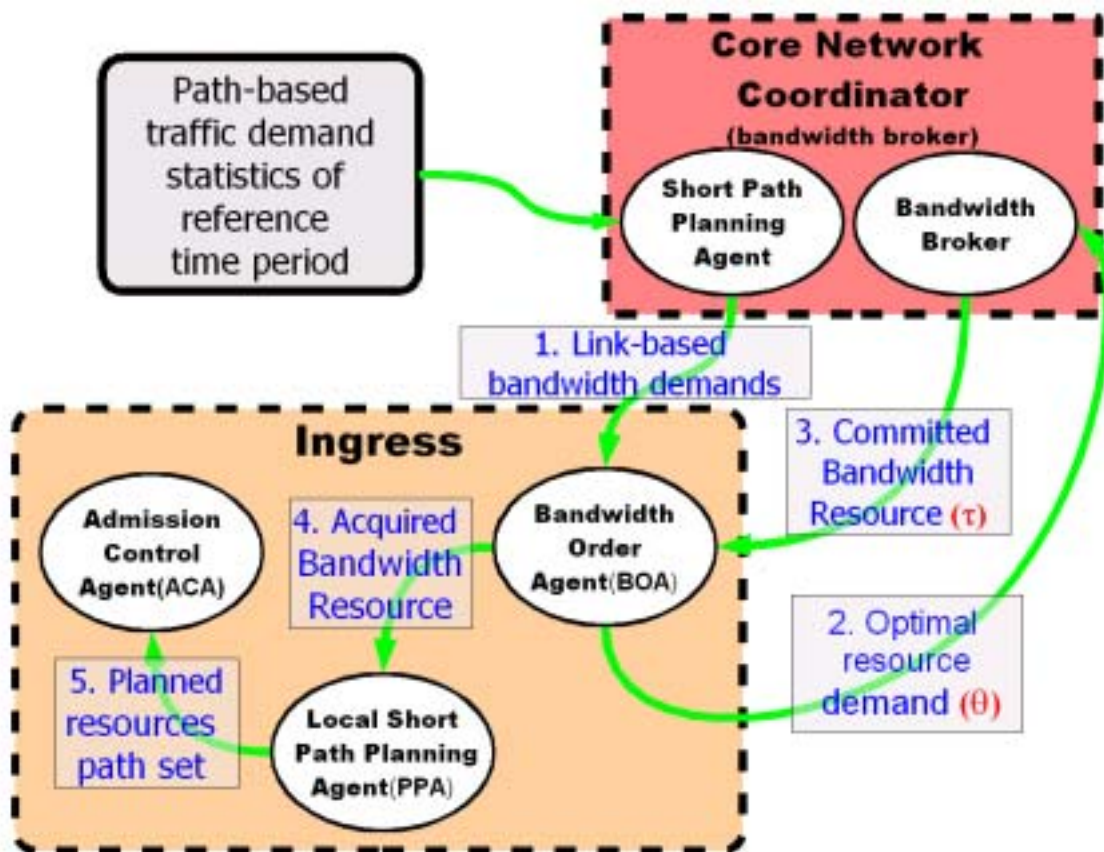 Path-based
traffic demand
statistics of
reference
time period
Core Network
Coordinator
(bandwidth broker)
Short Path
Planning
Agent
Bandwidth
Broker
1. Link-based
bandwidth demands
3. Committed
Bandwidth
Resource (τ)
2. Optimal
resource
demand (θ)
Ingress
Admission
Control
Agent(ACA)
4. Acquired
Bandwidth
Resource
Bandwidth
Order
Agent(BOA)
5. Planned
resources
path set
Local Short
Path Planning
Agent(PPA)